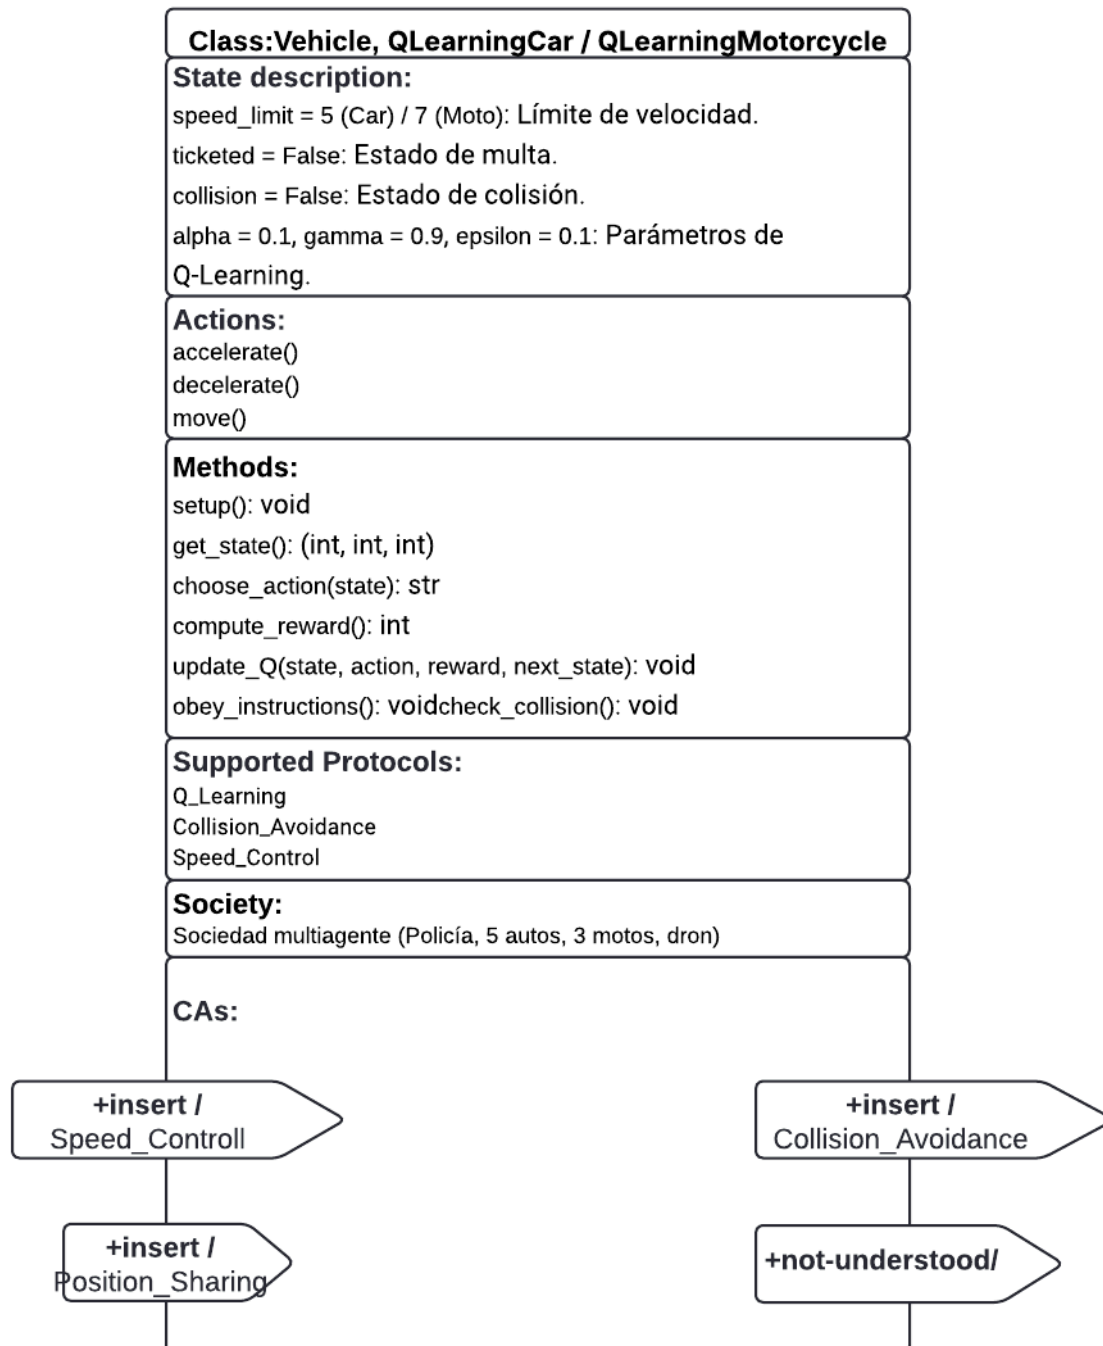 Class:Vehicle, QLearningCar / QLearningMotorcycle
State description:
speed_limit = 5 (Car) / 7 (Moto): Límite de velocidad.
ticketed = False: Estado de multa.
collision = False: Estado de colisión.
alpha = 0.1, gamma = 0.9, epsilon = 0.1: Parámetros de
Q-Learning.
Actions:
accelerate()
decelerate()
move()
Methods:
setup(): void
get_state(): (int, int, int)
choose_action(state): str
compute_reward(): int
update_Q(state, action, reward, next_state): void
obey_instructions(): voidcheck_collision(): void
Supported Protocols:
Q_Learning
Collision_Avoidance
Speed_Control
Society:
Sociedad multiagente (Policía, 5 autos, 3 motos, dron)
CAs:
+insert /
Speed_Controll
+insert /
Collision_Avoidance
+insert /
Position_Sharing
+not-understood/